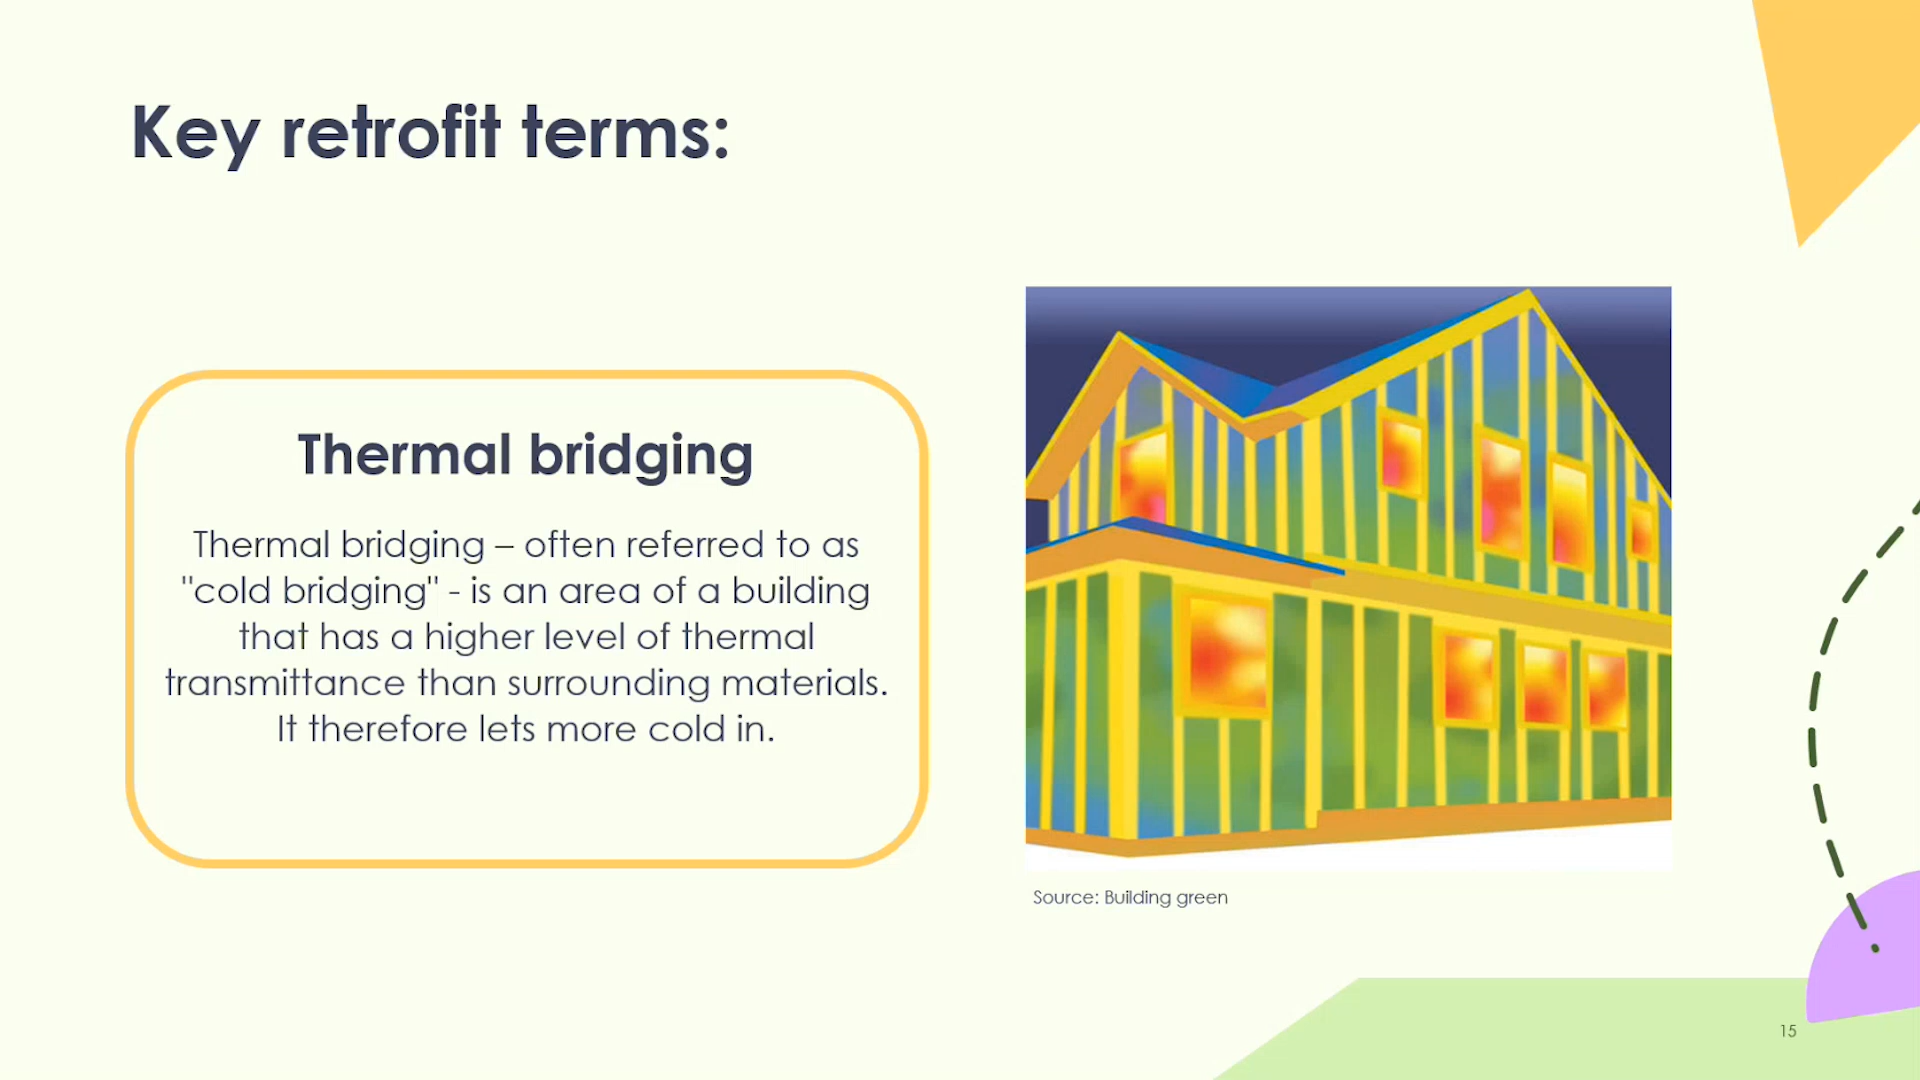 Key retrofit terms:
Thermal bridging
Thermal bridging – often referred to as
"cold bridging" - is an area of a building
that has a higher level of thermal
transmittance than surrounding materials.
It therefore lets more cold in.
Source: Building green
15